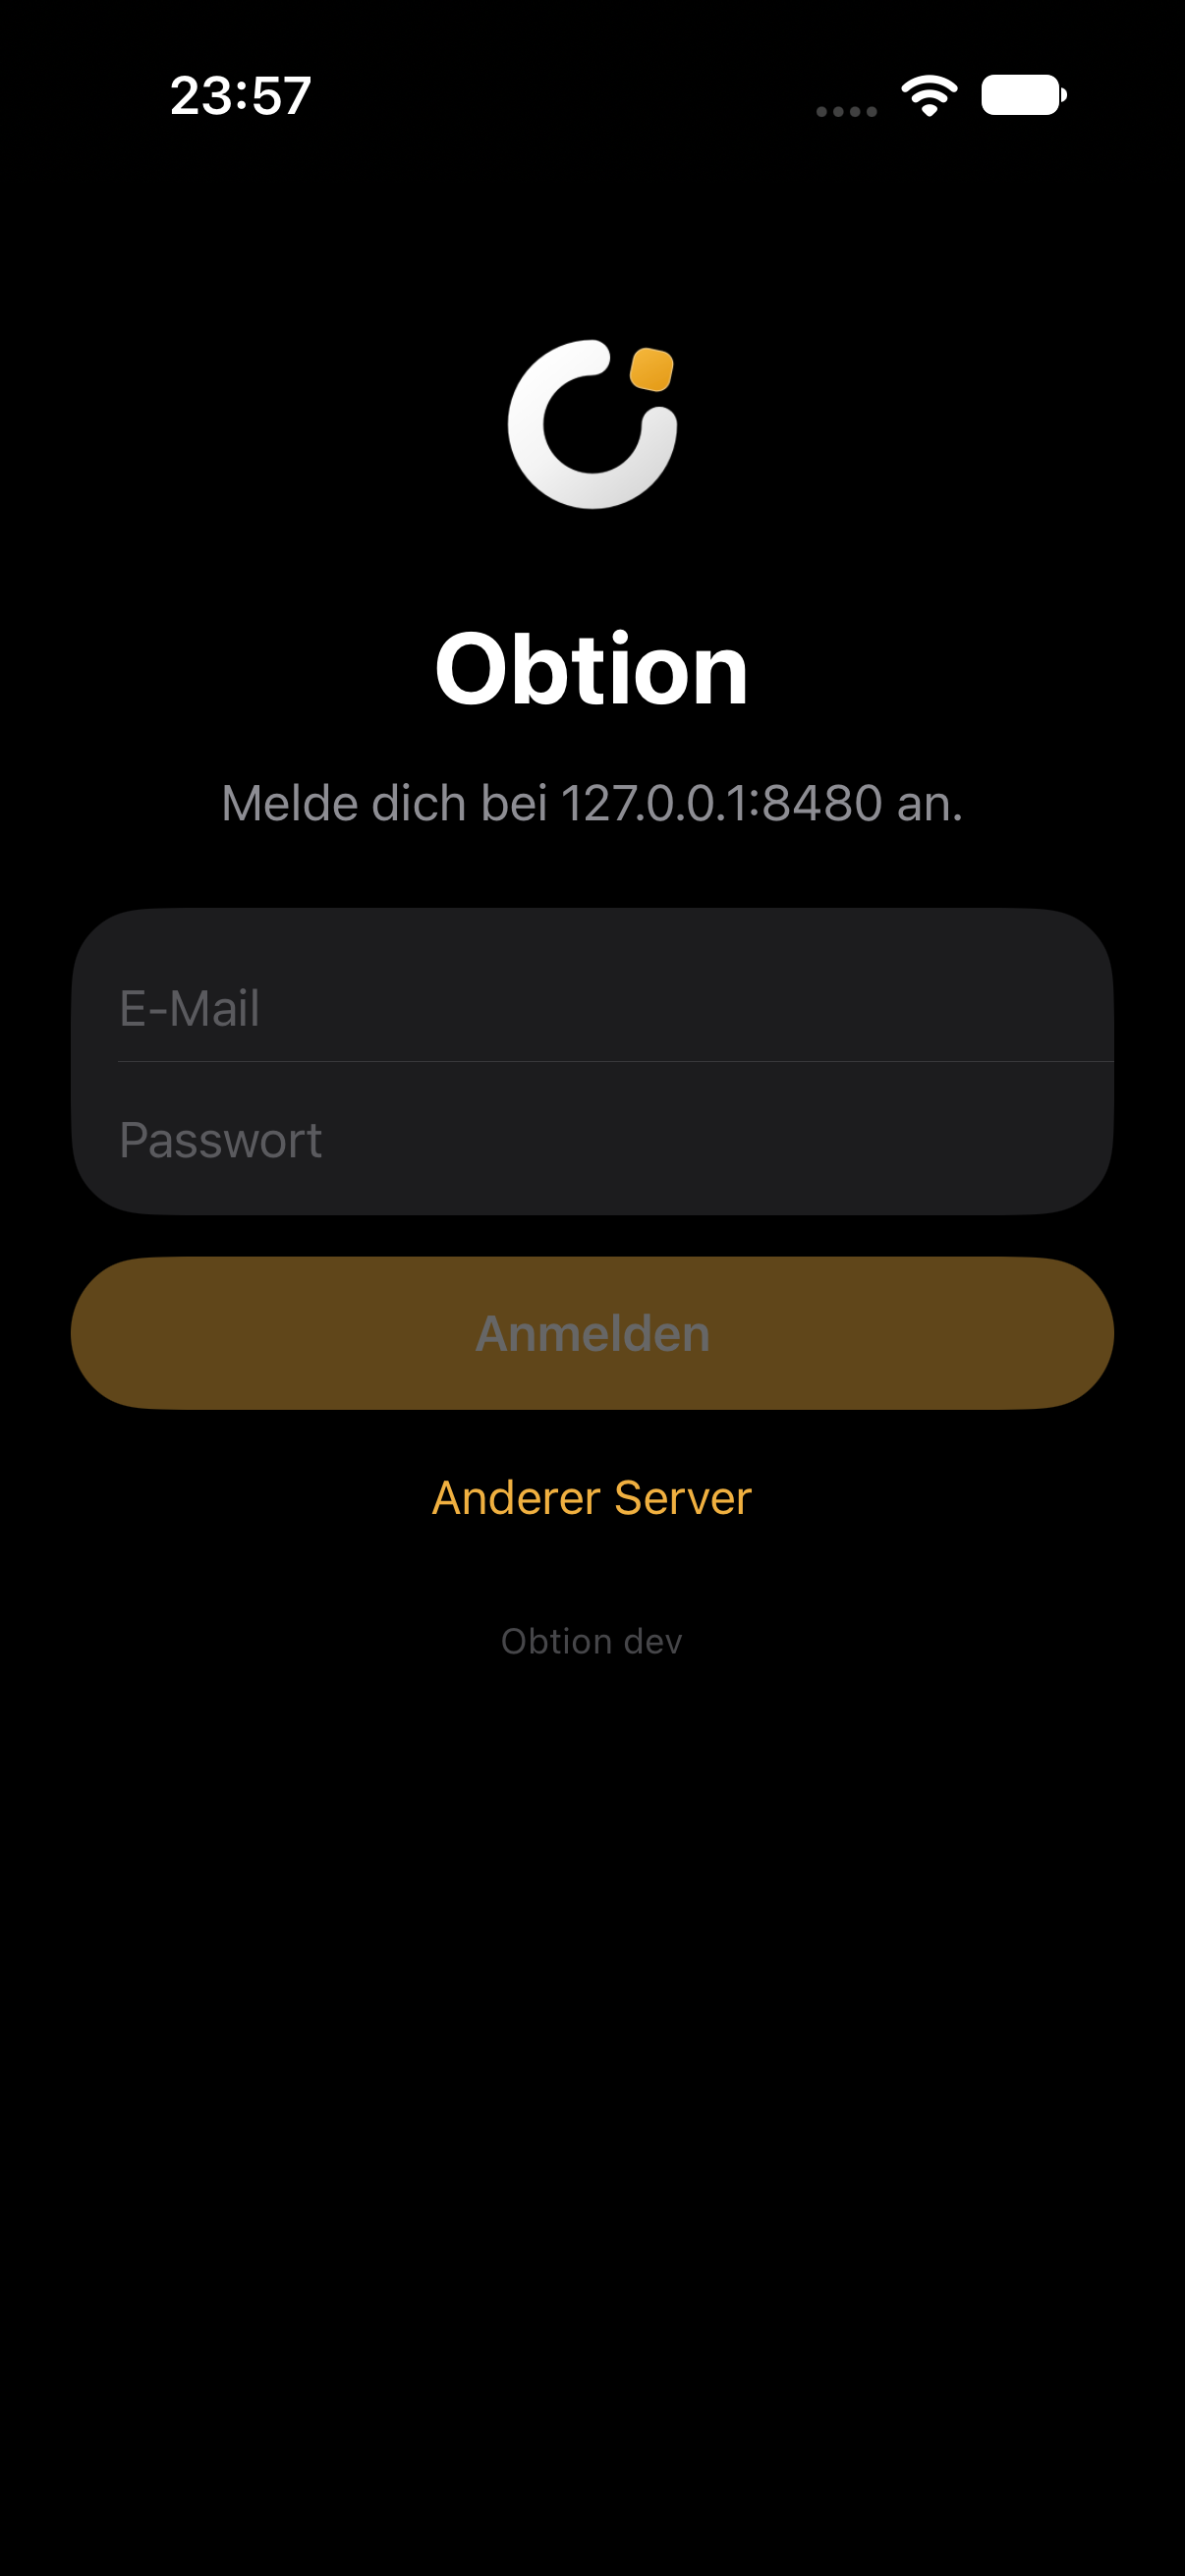 23:57
Obtion
Melde dich bei 127.0.0.1:8480 an.
E-Mail
Passwort
Anmelden
Anderer Server
Obtion dev